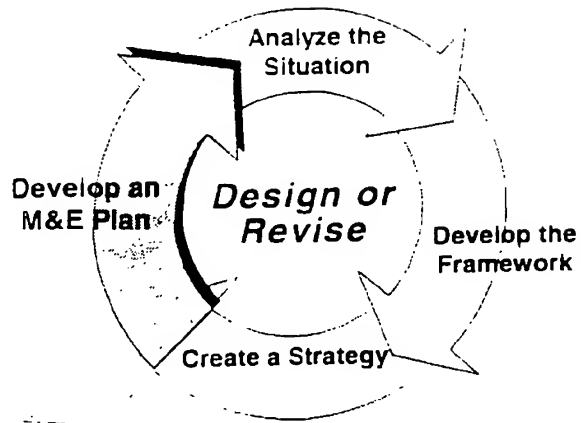 Analyze the
Situation
Develop the
Framework
Create a Strategy
Develop an
M&E Plan
Design or
Revise